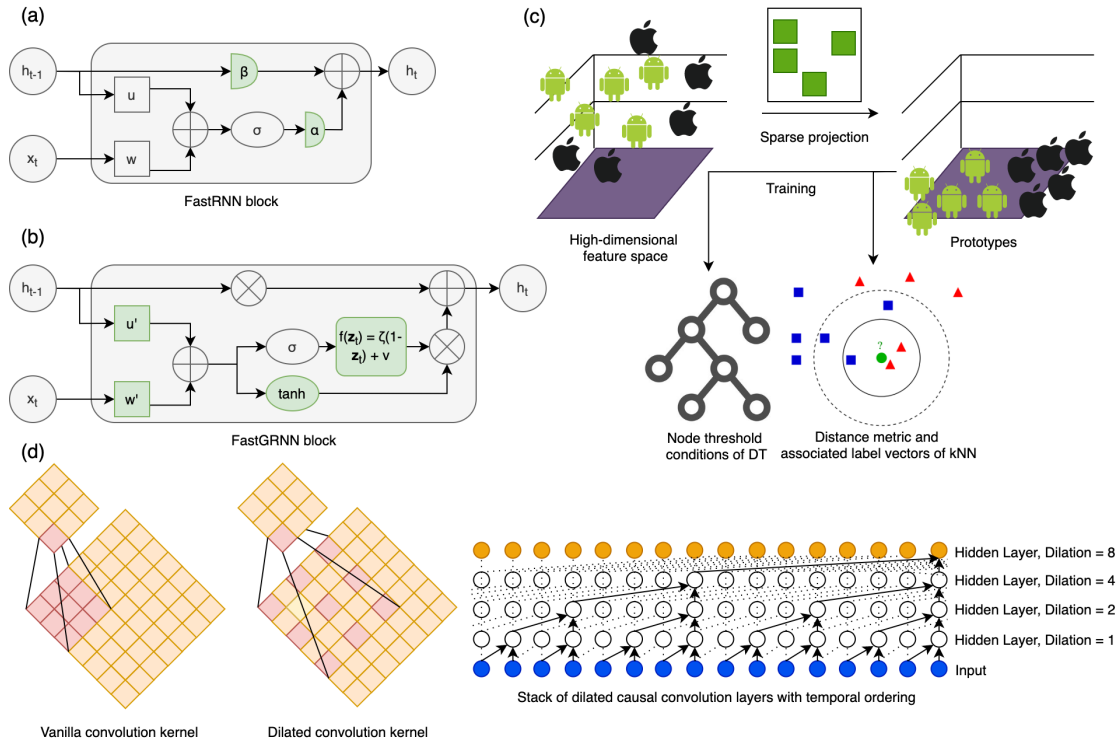 (a)
h_{t-1}
β
h_t
u
σ
α
x_t
w
FastRNN block
(b)
h_{t-1}
h_t
u'
σ
f(z_t) = ζ(1-
z_t) + ν
x_t
w'
tanh
FastGRNN block
(c)
Sparse projection
Training
High-dimensional
feature space
Prototypes
?
Node threshold
conditions of DT
Distance metric and
associated label vectors of kNN
(d)
Vanilla convolution kernel
Dilated convolution kernel
Hidden Layer, Dilation = 8
Hidden Layer, Dilation = 4
Hidden Layer, Dilation = 2
Hidden Layer, Dilation = 1
Input
Stack of dilated causal convolution layers with temporal ordering